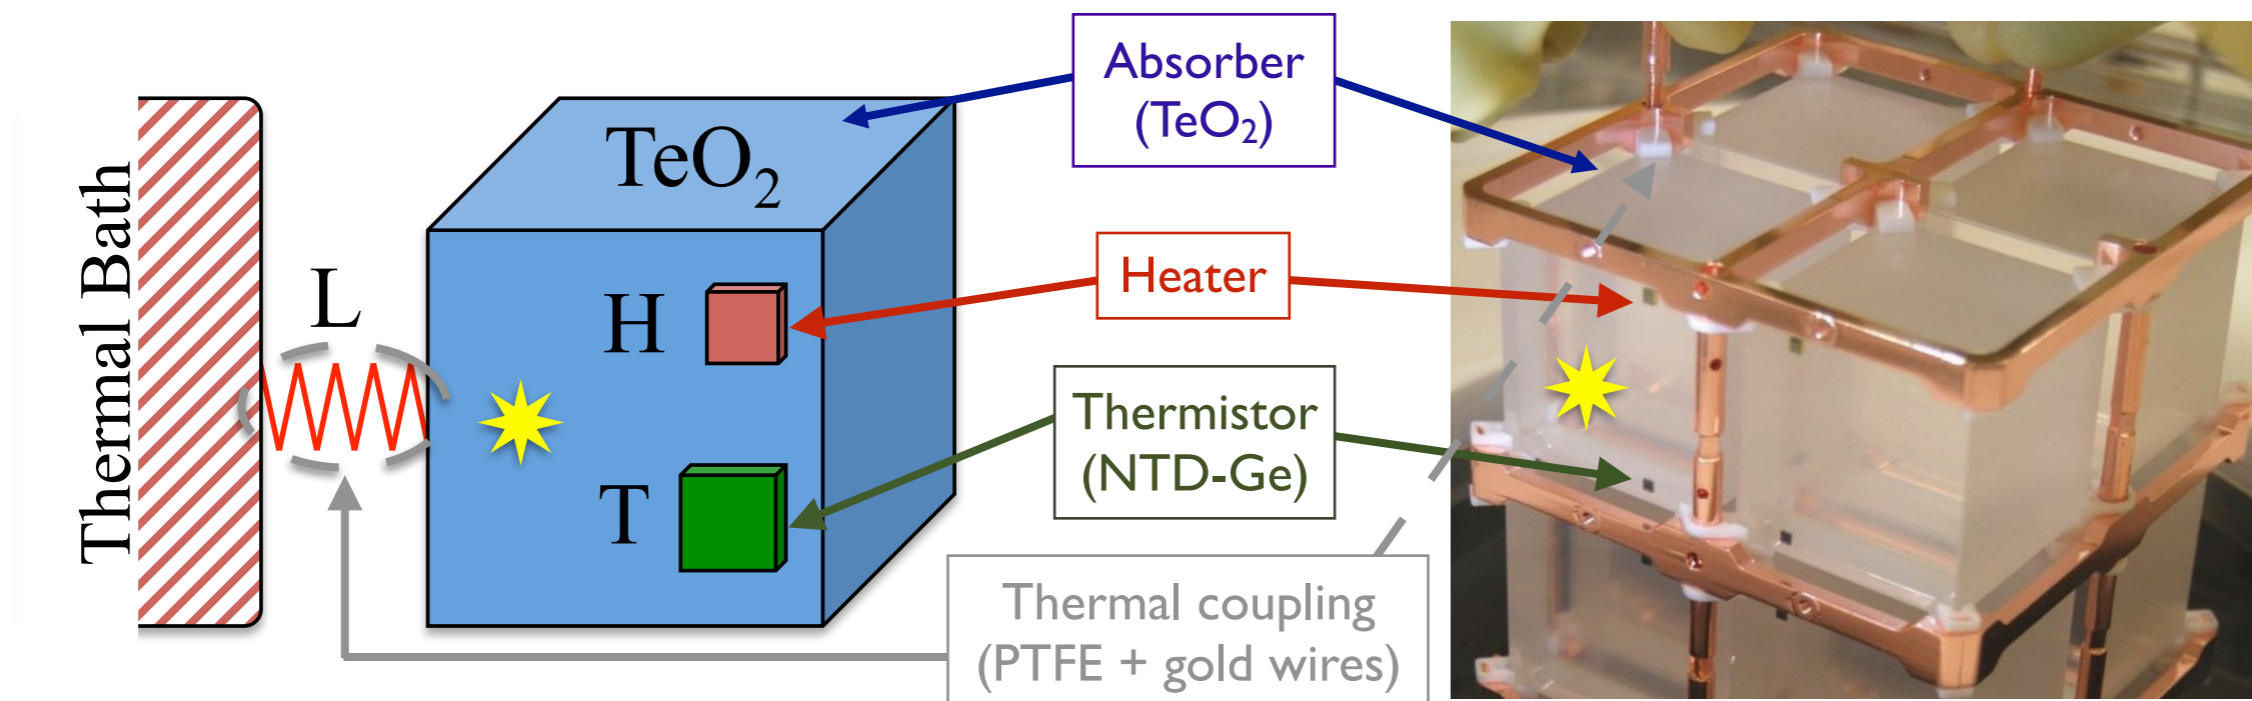 Thermal Bath
L
TeO₂
H
T
Absorber
(TeO₂)
Heater
Thermistor
(NTD-Ge)
Thermal coupling
(PTFE + gold wires)